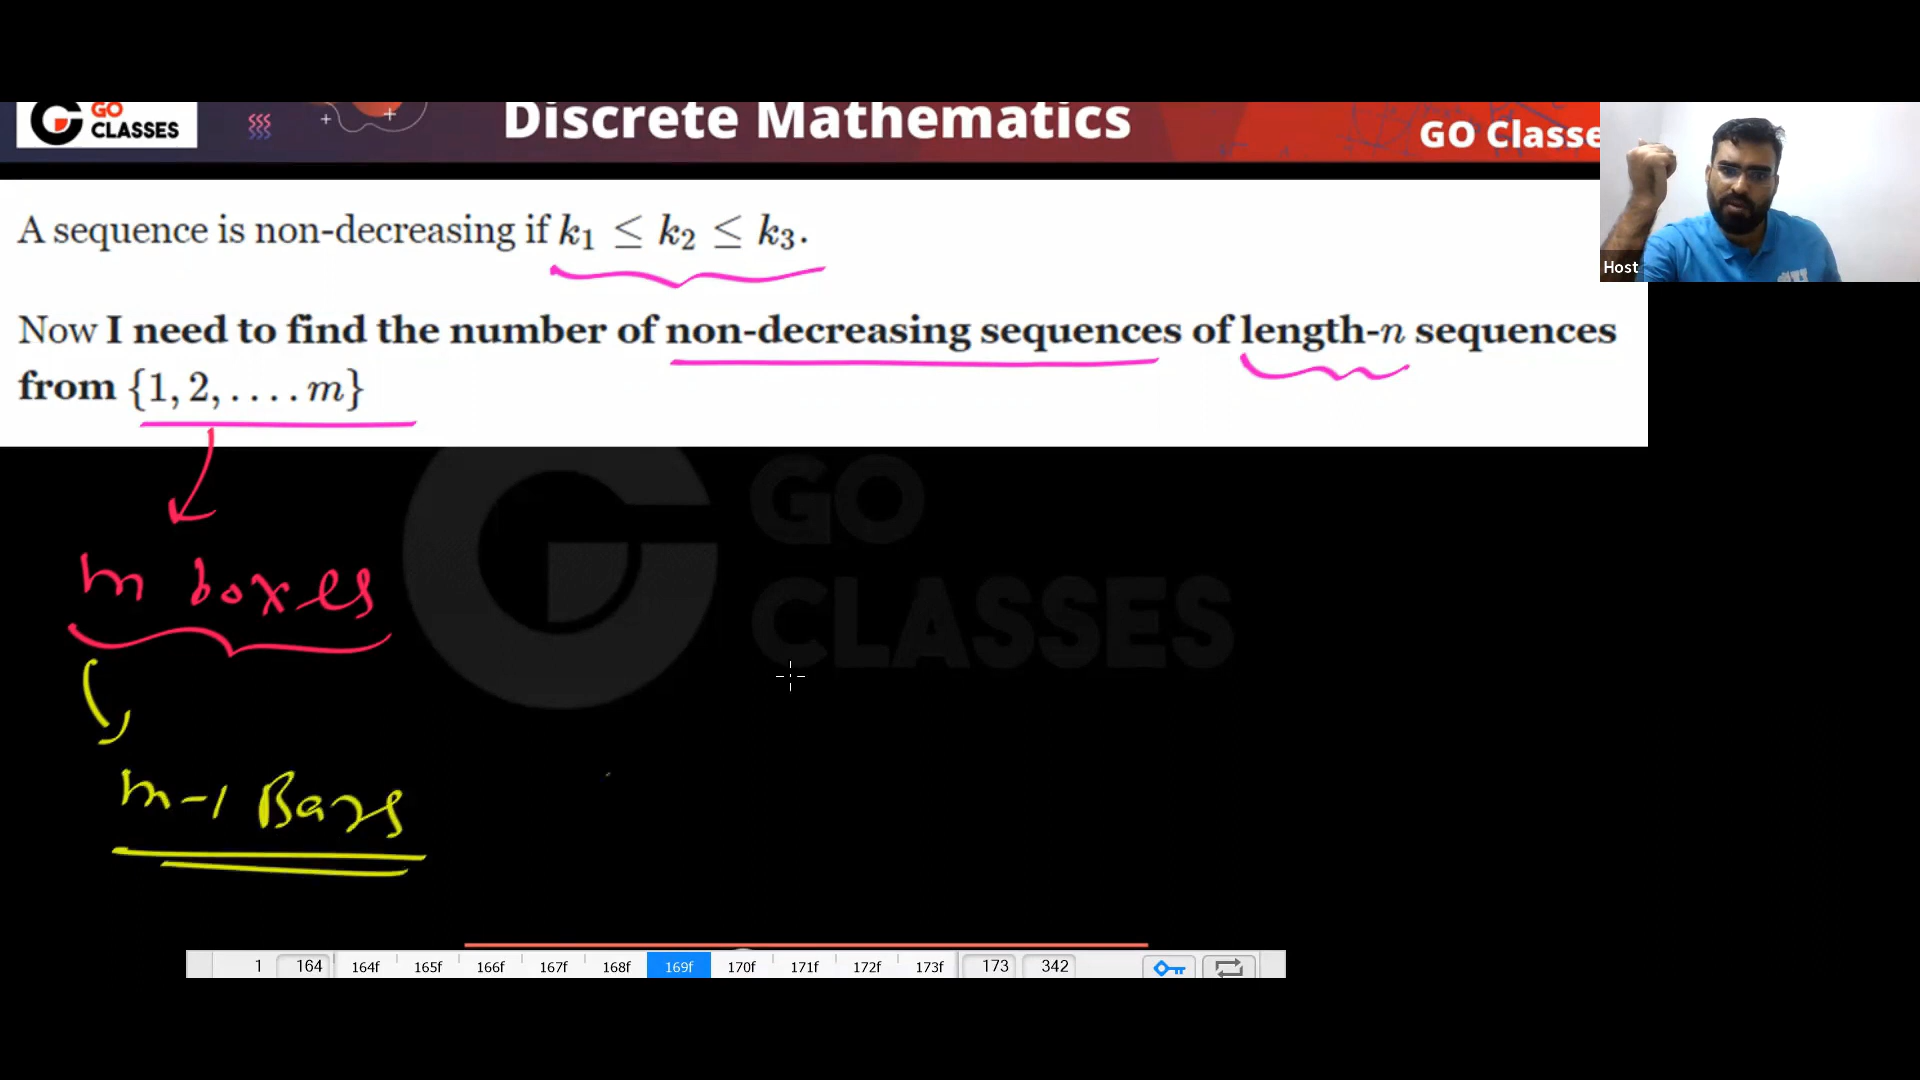 GO
CLASSES
Discrete Mathematics
GO Classe
Host
A sequence is non-decreasing if k₁ ≤ k₂ ≤ k₃.
Now I need to find the number of non-decreasing sequences of length-n sequences
from {1, 2, . . . . m}
GO
CLASSES
m boxes
m-1 Bars
1 164 164f 165f 166f 167f 168f 169f 170f 171f 172f 173f 173 342